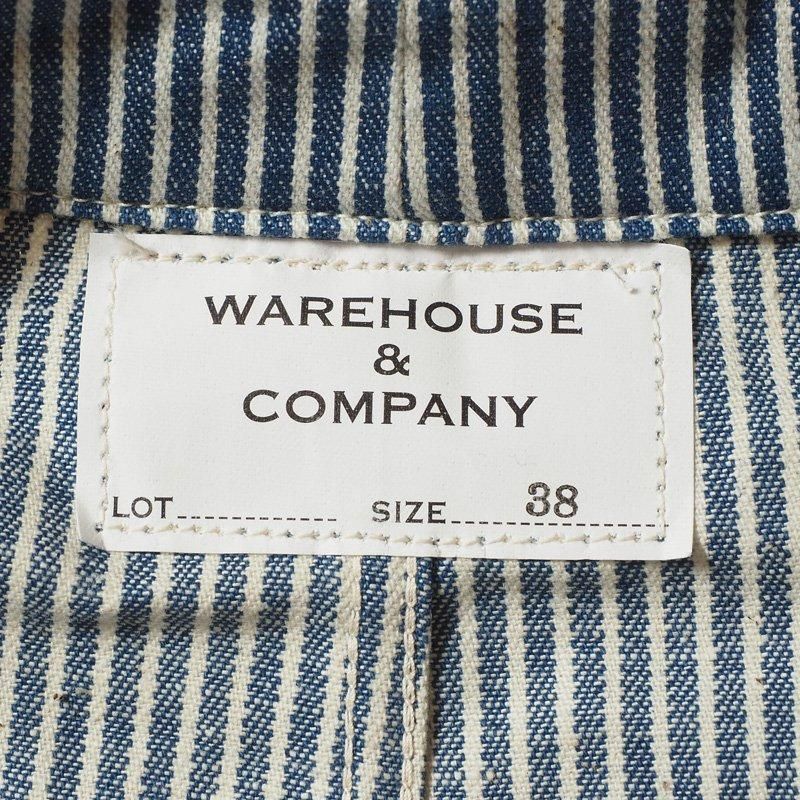 WAREHOUSE
&
COMPANY
LOT SIZE 38